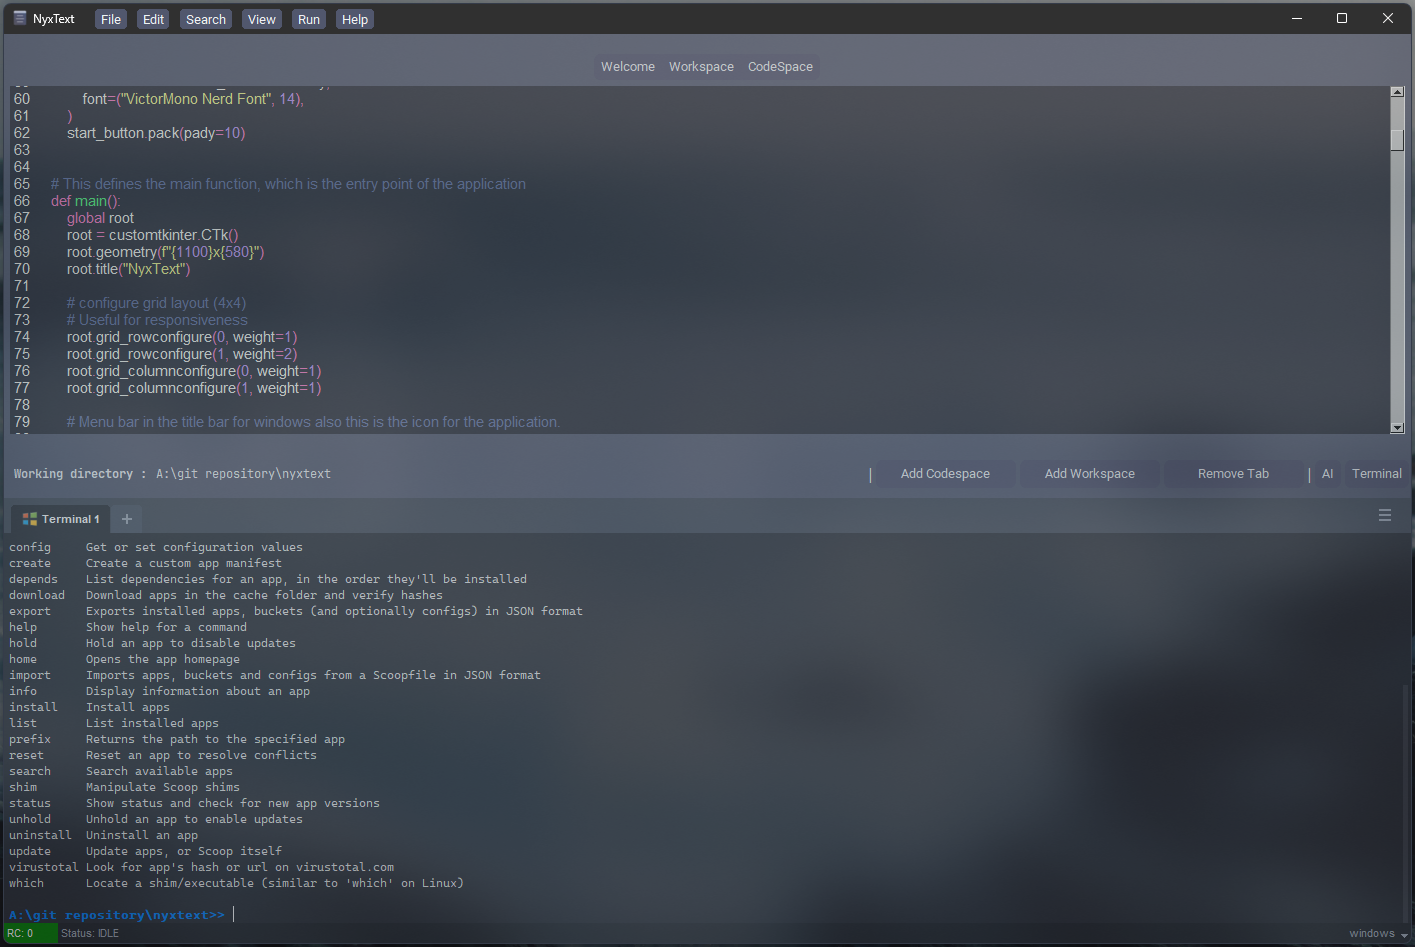 NyxText File Edit Search View Run Help
Welcome Workspace CodeSpace
60 font=("VictorMono Nerd Font", 14),
61 )
62 start_button.pack(pady=10)
63
64
65 # This defines the main function, which is the entry point of the application
66 def main():
67 global root
68 root = customtkinter.CTk()
69 root.geometry(f"{1100}x{580}")
70 root.title("NyxText")
71
72 # configure grid layout (4x4)
73 # Useful for responsiveness
74 root.grid_rowconfigure(0, weight=1)
75 root.grid_rowconfigure(1, weight=2)
76 root.grid_columnconfigure(0, weight=1)
77 root.grid_columnconfigure(1, weight=1)
78
79 # Menu bar in the title bar for windows also this is the icon for the application.
Working directory : A:\git repository\nyxtext | Add Codespace Add Workspace Remove Tab | AI Terminal
Terminal 1 +
config Get or set configuration values
create Create a custom app manifest
depends List dependencies for an app, in the order they'll be installed
download Download apps in the cache folder and verify hashes
export Exports installed apps, buckets (and optionally configs) in JSON format
help Show help for a command
hold Hold an app to disable updates
home Opens the app homepage
import Imports apps, buckets and configs from a Scoopfile in JSON format
info Display information about an app
install Install apps
list List installed apps
prefix Returns the path to the specified app
reset Reset an app to resolve conflicts
search Search available apps
shim Manipulate Scoop shims
status Show status and check for new app versions
unhold Unhold an app to enable updates
uninstall Uninstall an app
update Update apps, or Scoop itself
virustotal Look for app's hash or url on virustotal.com
which Locate a shim/executable (similar to 'which' on Linux)
A:\git repository\nyxtext>>
RC: 0 Status: IDLE windows